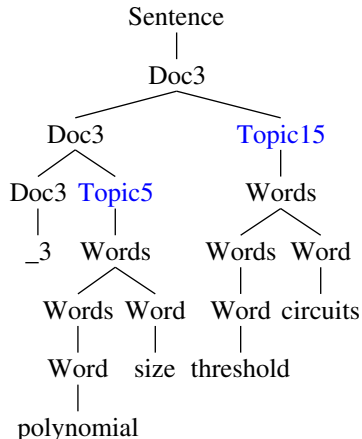 Sentence
Doc3
Doc3 Topic15
Doc3 Topic5 Words
_3 Words Words Word
Words Word Word circuits
Word size threshold
polynomial